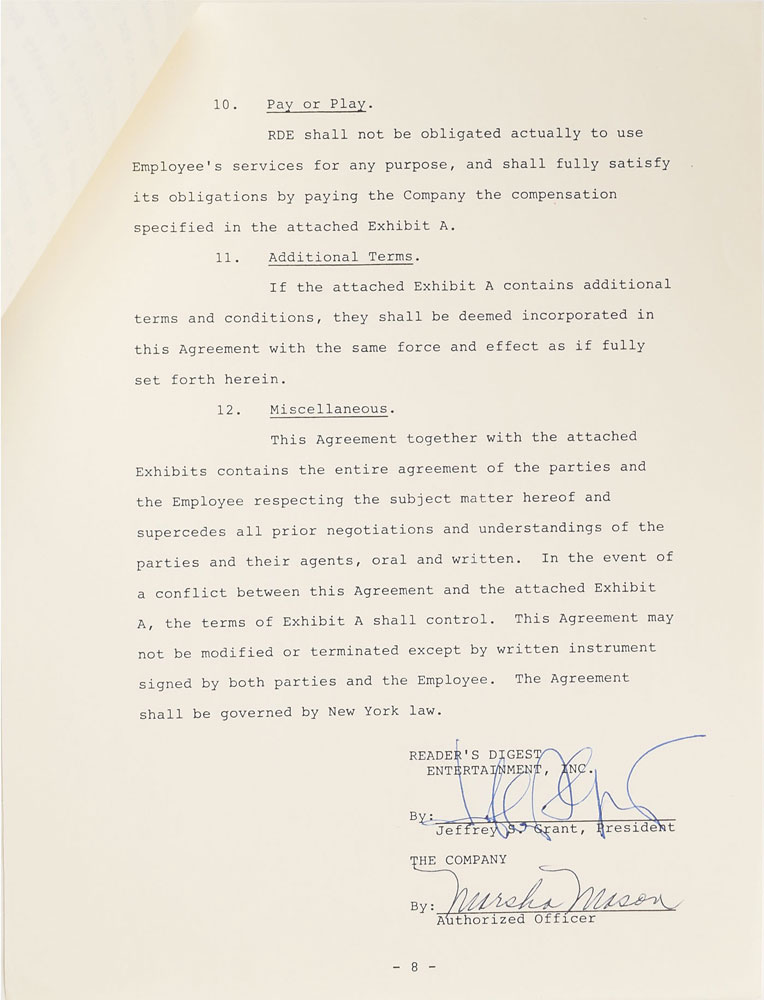 10. Pay or Play.
RDE shall not be obligated actually to use
Employee's services for any purpose, and shall fully satisfy
its obligations by paying the Company the compensation
specified in the attached Exhibit A.
11. Additional Terms.
If the attached Exhibit A contains additional
terms and conditions, they shall be deemed incorporated in
this Agreement with the same force and effect as if fully
set forth herein.
12. Miscellaneous.
This Agreement together with the attached
Exhibits contains the entire agreement of the parties and
the Employee respecting the subject matter hereof and
supercedes all prior negotiations and understandings of the
parties and their agents, oral and written. In the event of
a conflict between this Agreement and the attached Exhibit
A, the terms of Exhibit A shall control. This Agreement may
not be modified or terminated except by written instrument
signed by both parties and the Employee. The Agreement
shall be governed by New York law.
READER'S DIGEST
ENTERTAINMENT, INC.
By:
Jeffrey S. Grant, President
THE COMPANY
By: Marsha Mason
Authorized Officer
- 8 -